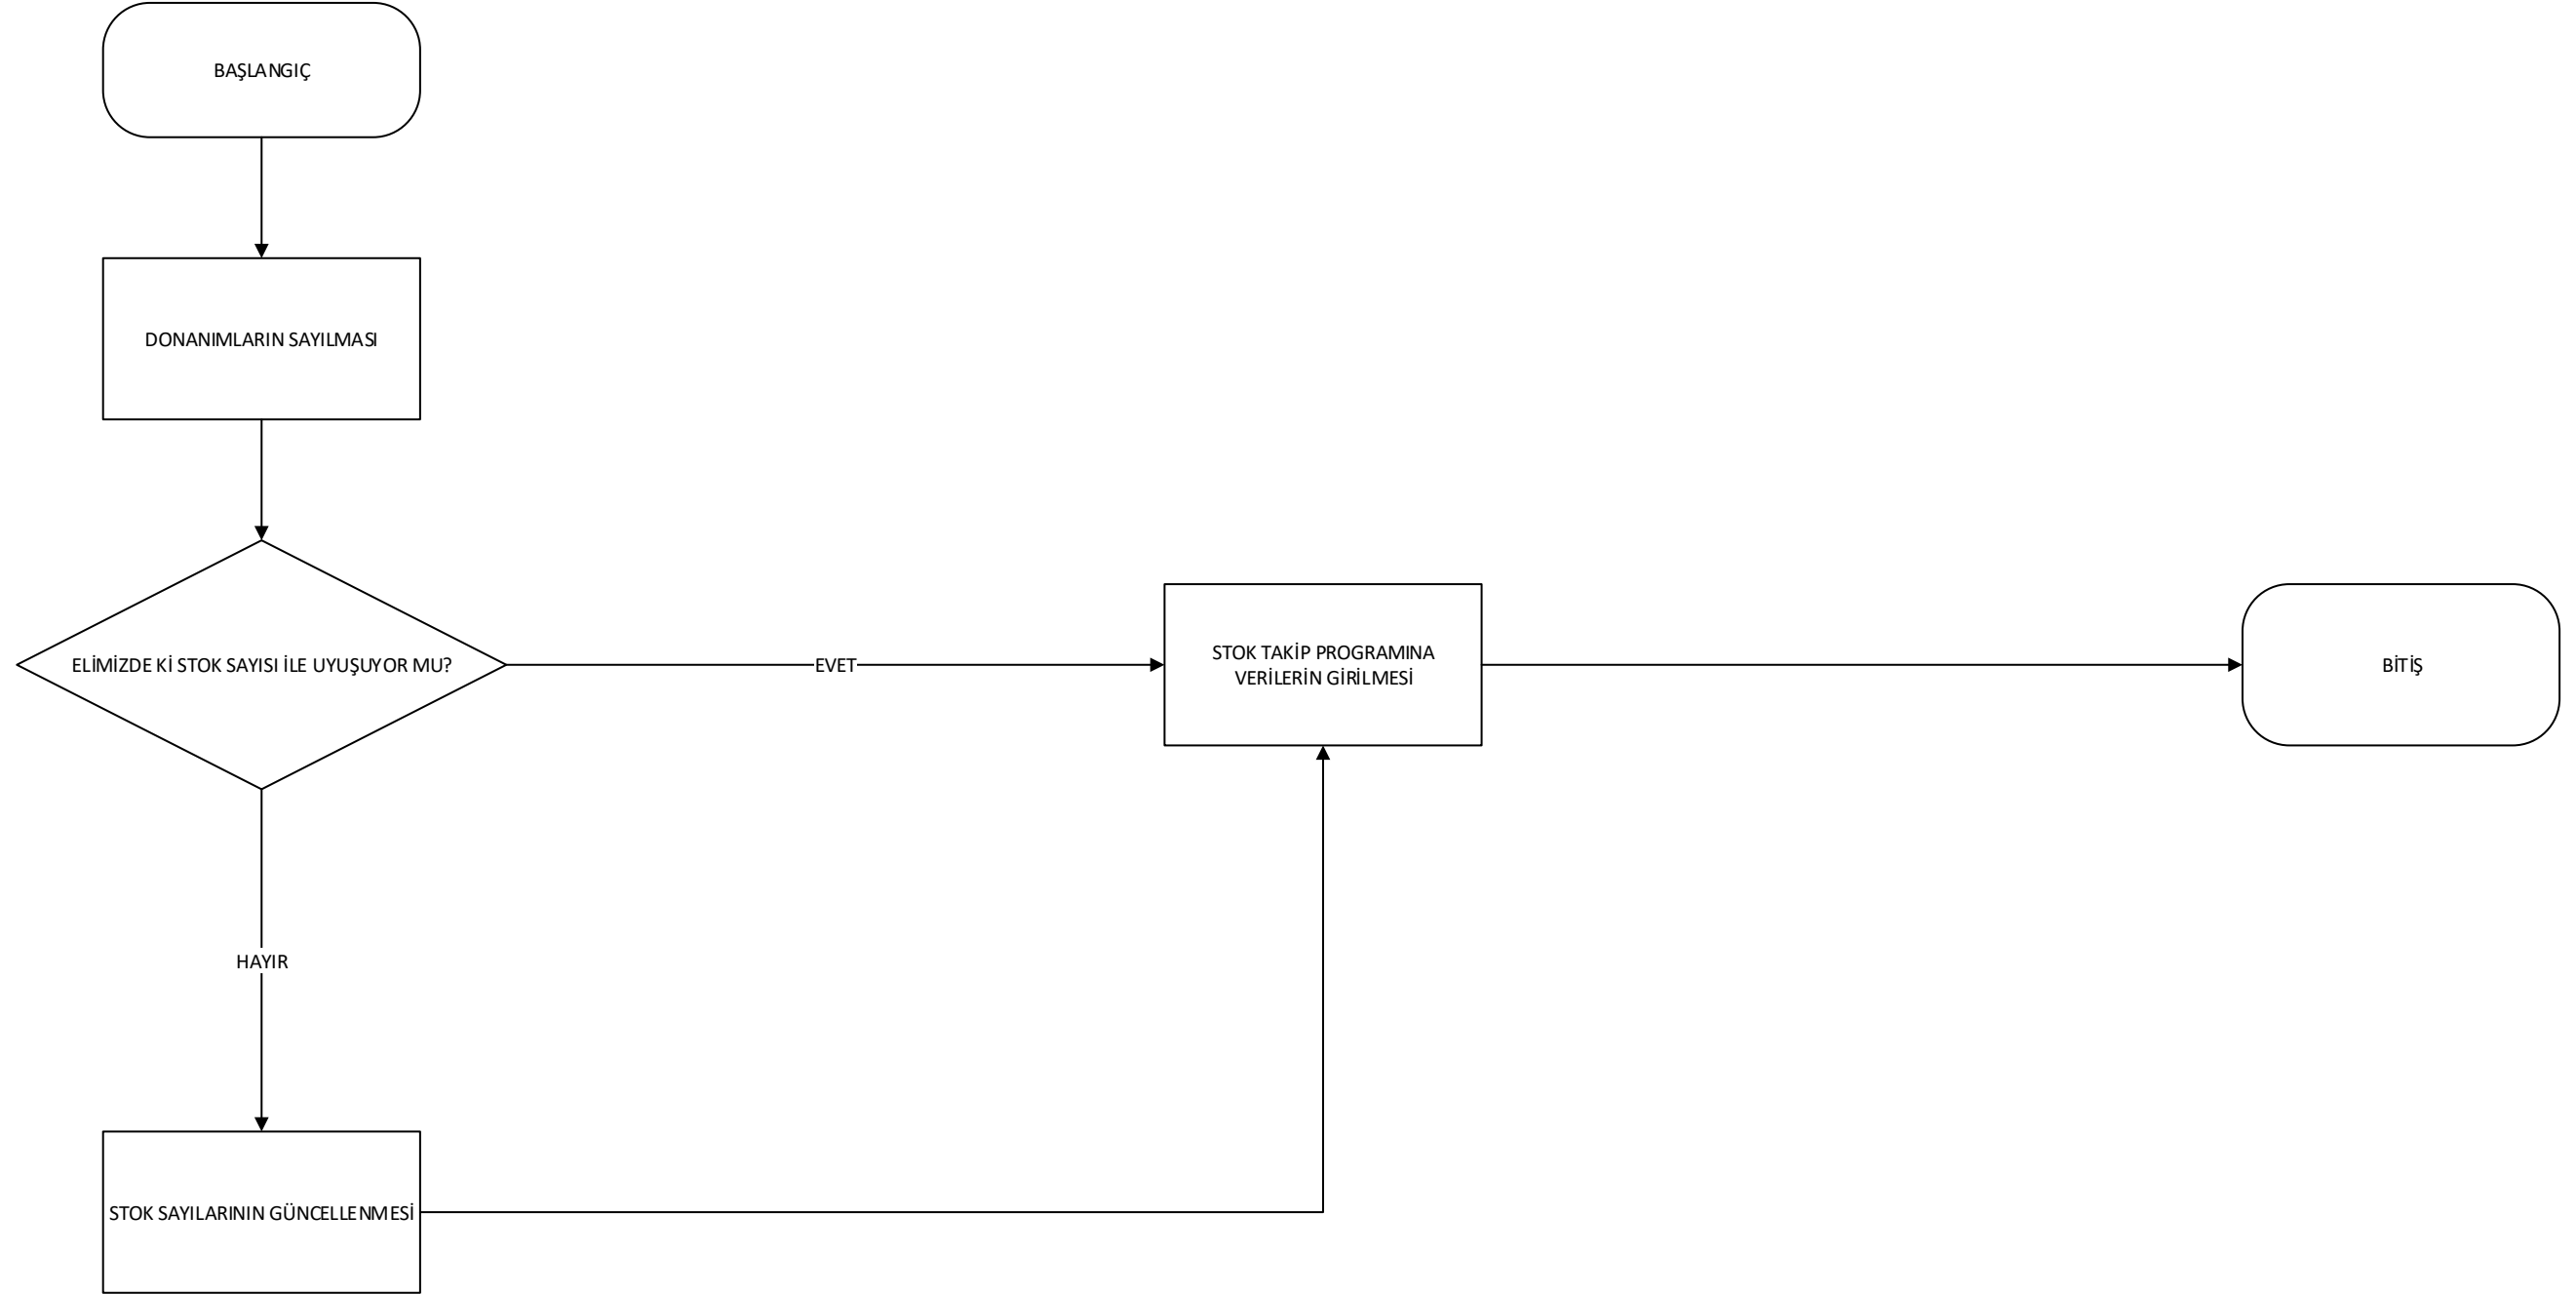 BAŞLANGIÇ
DONANIMLARIN SAYILMASI
ELİMİZDE Kİ STOK SAYISI İLE UYUŞUYOR MU?
EVET
STOK TAKİP PROGRAMINA
VERİLERİN GİRİLMESİ
BİTİŞ
HAYIR
STOK SAYILARININ GÜNCELLENMESİ